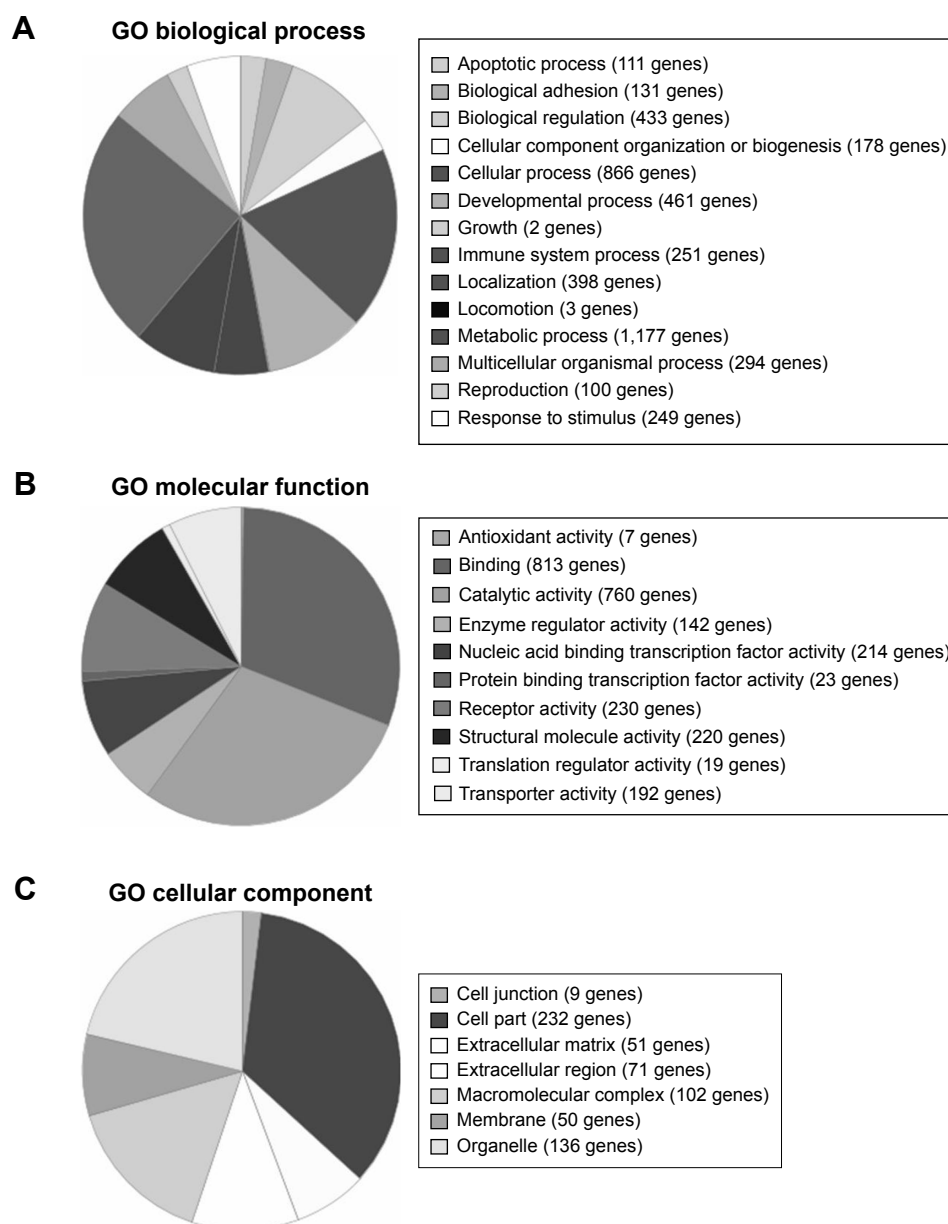 A
GO biological process
Apoptotic process (111 genes)
Biological adhesion (131 genes)
Biological regulation (433 genes)
Cellular component organization or biogenesis (178 genes)
Cellular process (866 genes)
Developmental process (461 genes)
Growth (2 genes)
Immune system process (251 genes)
Localization (398 genes)
Locomotion (3 genes)
Metabolic process (1,177 genes)
Multicellular organismal process (294 genes)
Reproduction (100 genes)
Response to stimulus (249 genes)
B
GO molecular function
Antioxidant activity (7 genes)
Binding (813 genes)
Catalytic activity (760 genes)
Enzyme regulator activity (142 genes)
Nucleic acid binding transcription factor activity (214 genes)
Protein binding transcription factor activity (23 genes)
Receptor activity (230 genes)
Structural molecule activity (220 genes)
Translation regulator activity (19 genes)
Transporter activity (192 genes)
C
GO cellular component
Cell junction (9 genes)
Cell part (232 genes)
Extracellular matrix (51 genes)
Extracellular region (71 genes)
Macromolecular complex (102 genes)
Membrane (50 genes)
Organelle (136 genes)